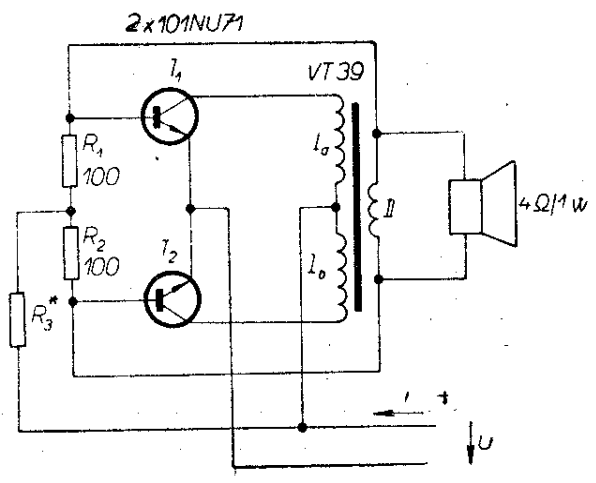 2x101NU71
T1
VT39
R1
100
Ia
II
4Ω/1W
R2
100
T2
Ib
R3*
I +
U